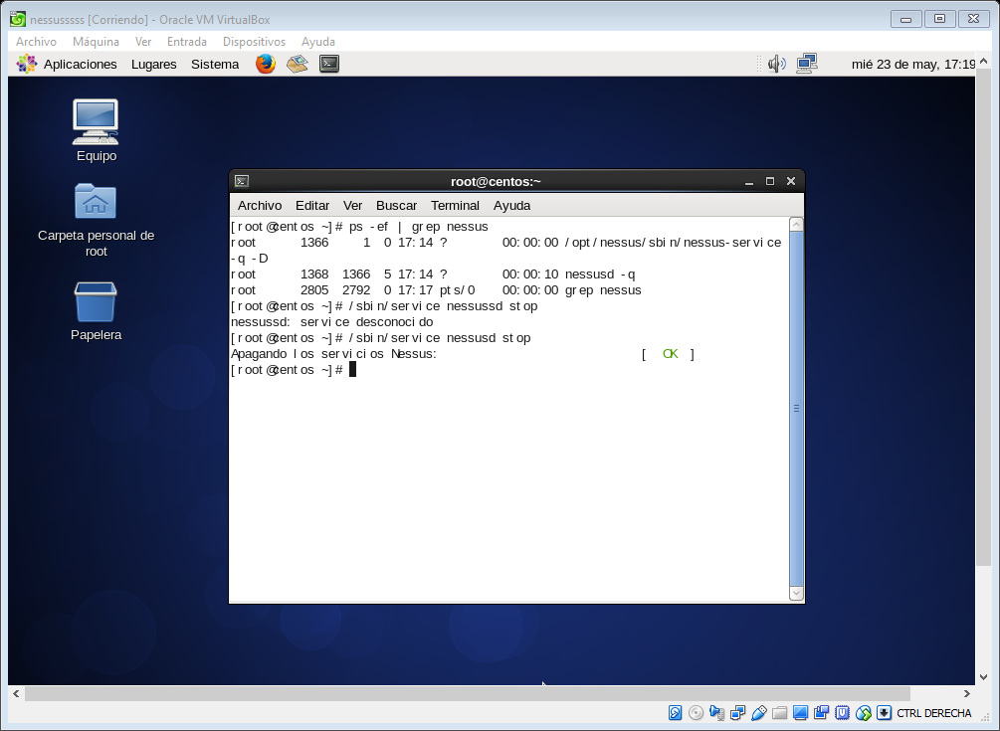 nessusssss [Corriendo] - Oracle VM VirtualBox
Archivo Máquina Ver Entrada Dispositivos Ayuda
Aplicaciones Lugares Sistema mié 23 de may, 17:19
Equipo
Carpeta personal de
root
Papelera
root@centos:~
Archivo Editar Ver Buscar Terminal Ayuda
[root@centos ~]# ps -ef | grep nessus
root 1366 1 0 17:14 ? 00:00:00 /opt/nessus/sbin/nessus-service
-q -D
root 1368 1366 5 17:14 ? 00:00:10 nessusd -q
root 2805 2792 0 17:17 pts/0 00:00:00 grep nessus
[root@centos ~]# /sbin/service nessussd stop
nessussd: service desconocido
[root@centos ~]# /sbin/service nessusd stop
Apagando los servicios Nessus: [ OK ]
[root@centos ~]#
CTRL DERECHA